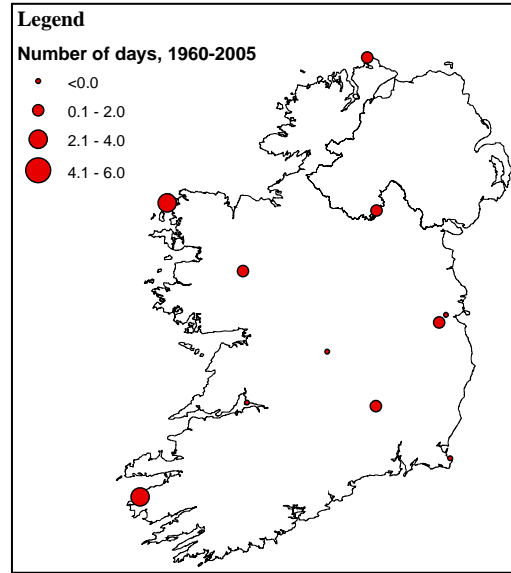 Legend
Number of days, 1960-2005
<0.0
0.1 - 2.0
2.1 - 4.0
4.1 - 6.0